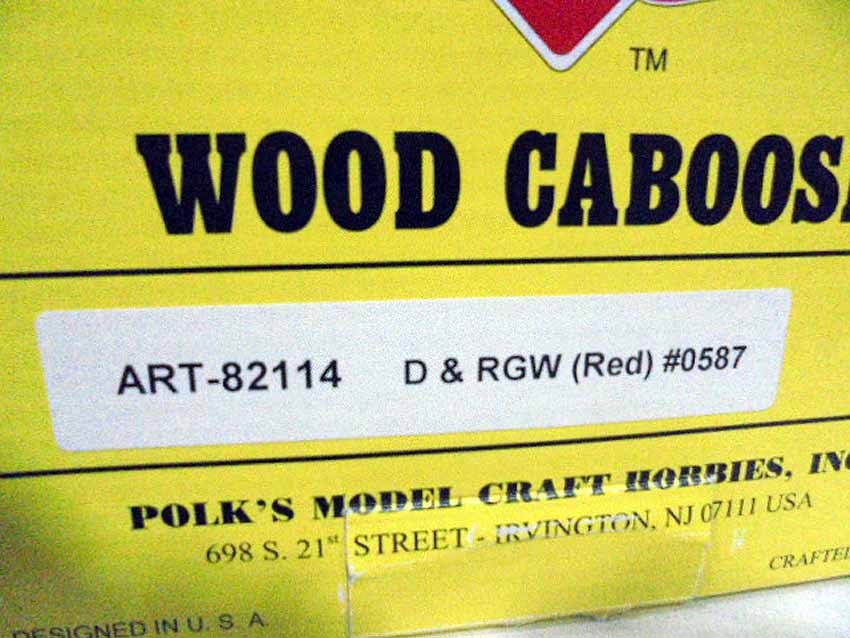 TM
WOOD CABOOS
ART-82114 D & RGW (Red) #0587
POLK'S MODEL CRAFT HOBBIES, INC
698 S. 21st STREET - IRVINGTON, NJ 07111 USA
CRAFTED
DESIGNED IN U. S. A.